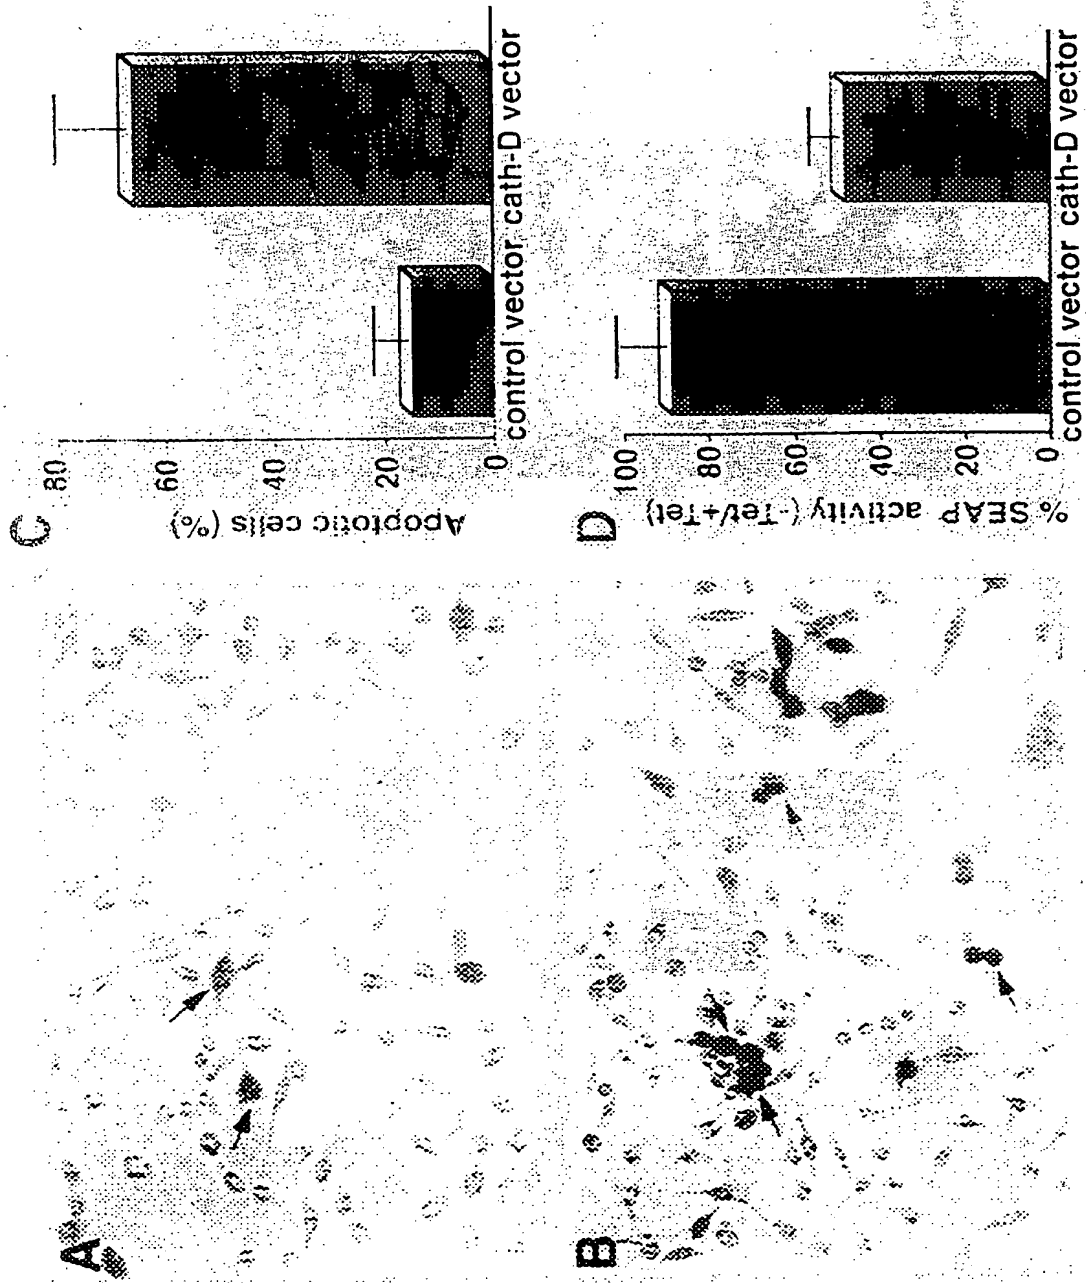 A
B
C
Apoptotic cells (%)
80
60
40
20
0
control vector cath-D vector
D
% SEAP activity (-Tet/+Tet)
100
80
60
40
20
0
control vector cath-D vector